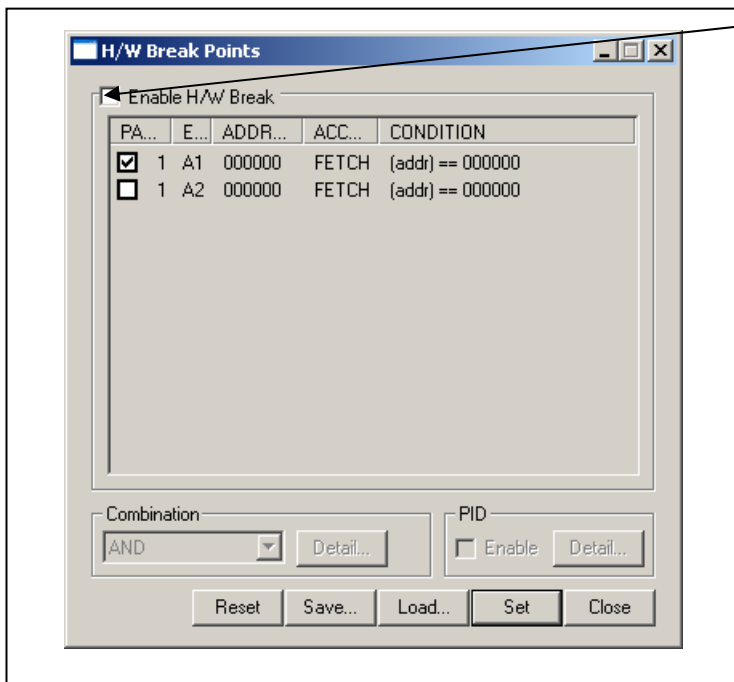 H/W Break Points
Enable H/W Break
PA... E... ADDR... ACC... CONDITION
1 A1 000000 FETCH (addr) == 000000
1 A2 000000 FETCH (addr) == 000000
Combination
AND Detail...
PID
Enable Detail...
Reset Save... Load... Set Close